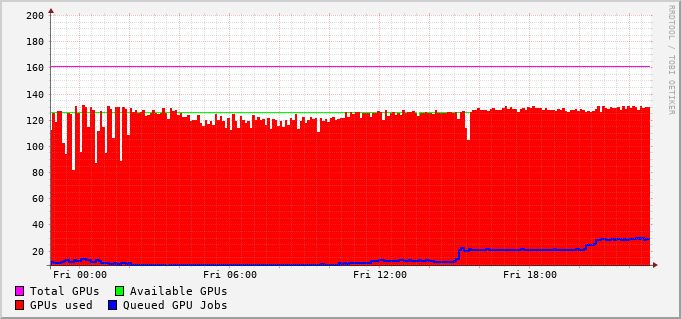 200
180
160
140
120
100
80
60
40
20
Fri 00:00 Fri 06:00 Fri 12:00 Fri 18:00
Total GPUs Available GPUs
GPUs used Queued GPU Jobs
RRDTOOL / TOBI OETIKER